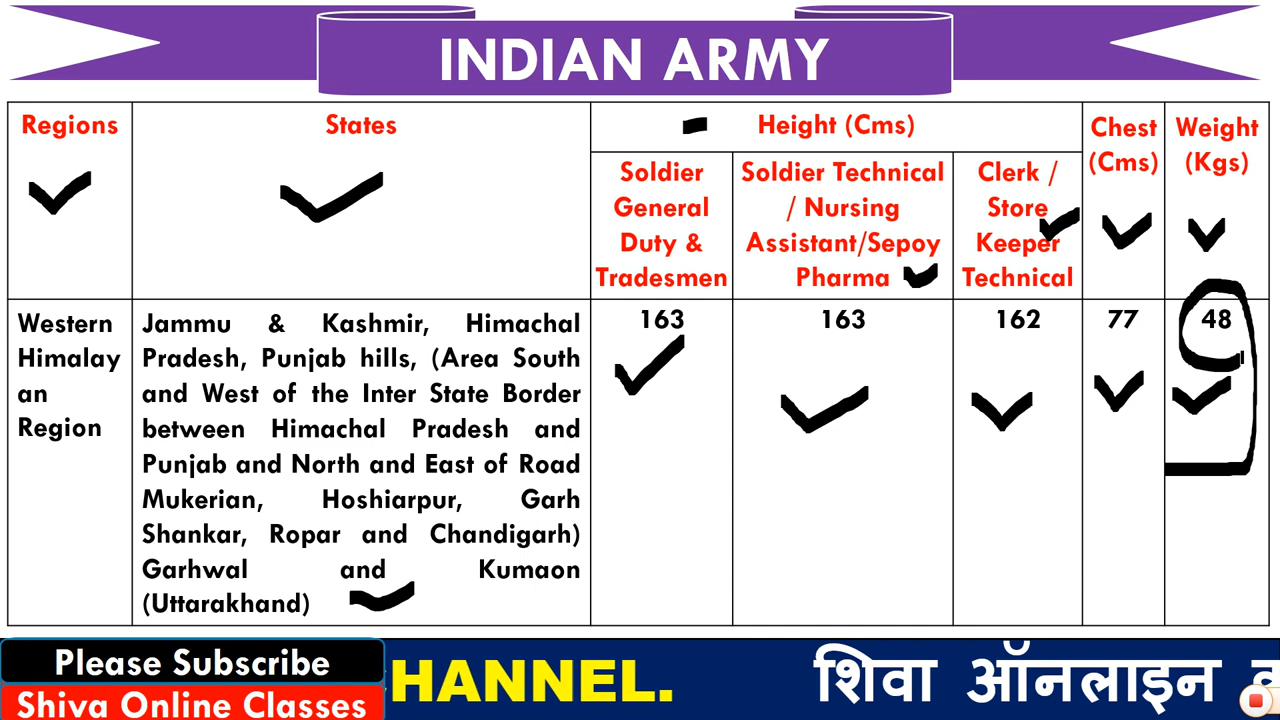 INDIAN ARMY
Regions
States
Height (Cms)
Chest
(Cms)
Weight
(Kgs)
Soldier
General
Duty &
Tradesmen
Soldier Technical
/ Nursing
Assistant/Sepoy
Pharma
Clerk /
Store
Keeper
Technical
Western
Himalay
an
Region
Jammu & Kashmir, Himachal
Pradesh, Punjab hills, (Area South
and West of the Inter State Border
between Himachal Pradesh and
Punjab and North and East of Road
Mukerian, Hoshiarpur, Garh
Shankar, Ropar and Chandigarh)
Garhwal and Kumaon
(Uttarakhand)
163
163
162
77
48
Please Subscribe
Shiva Online Classes
HANNEL. शिवा ऑनलाइन